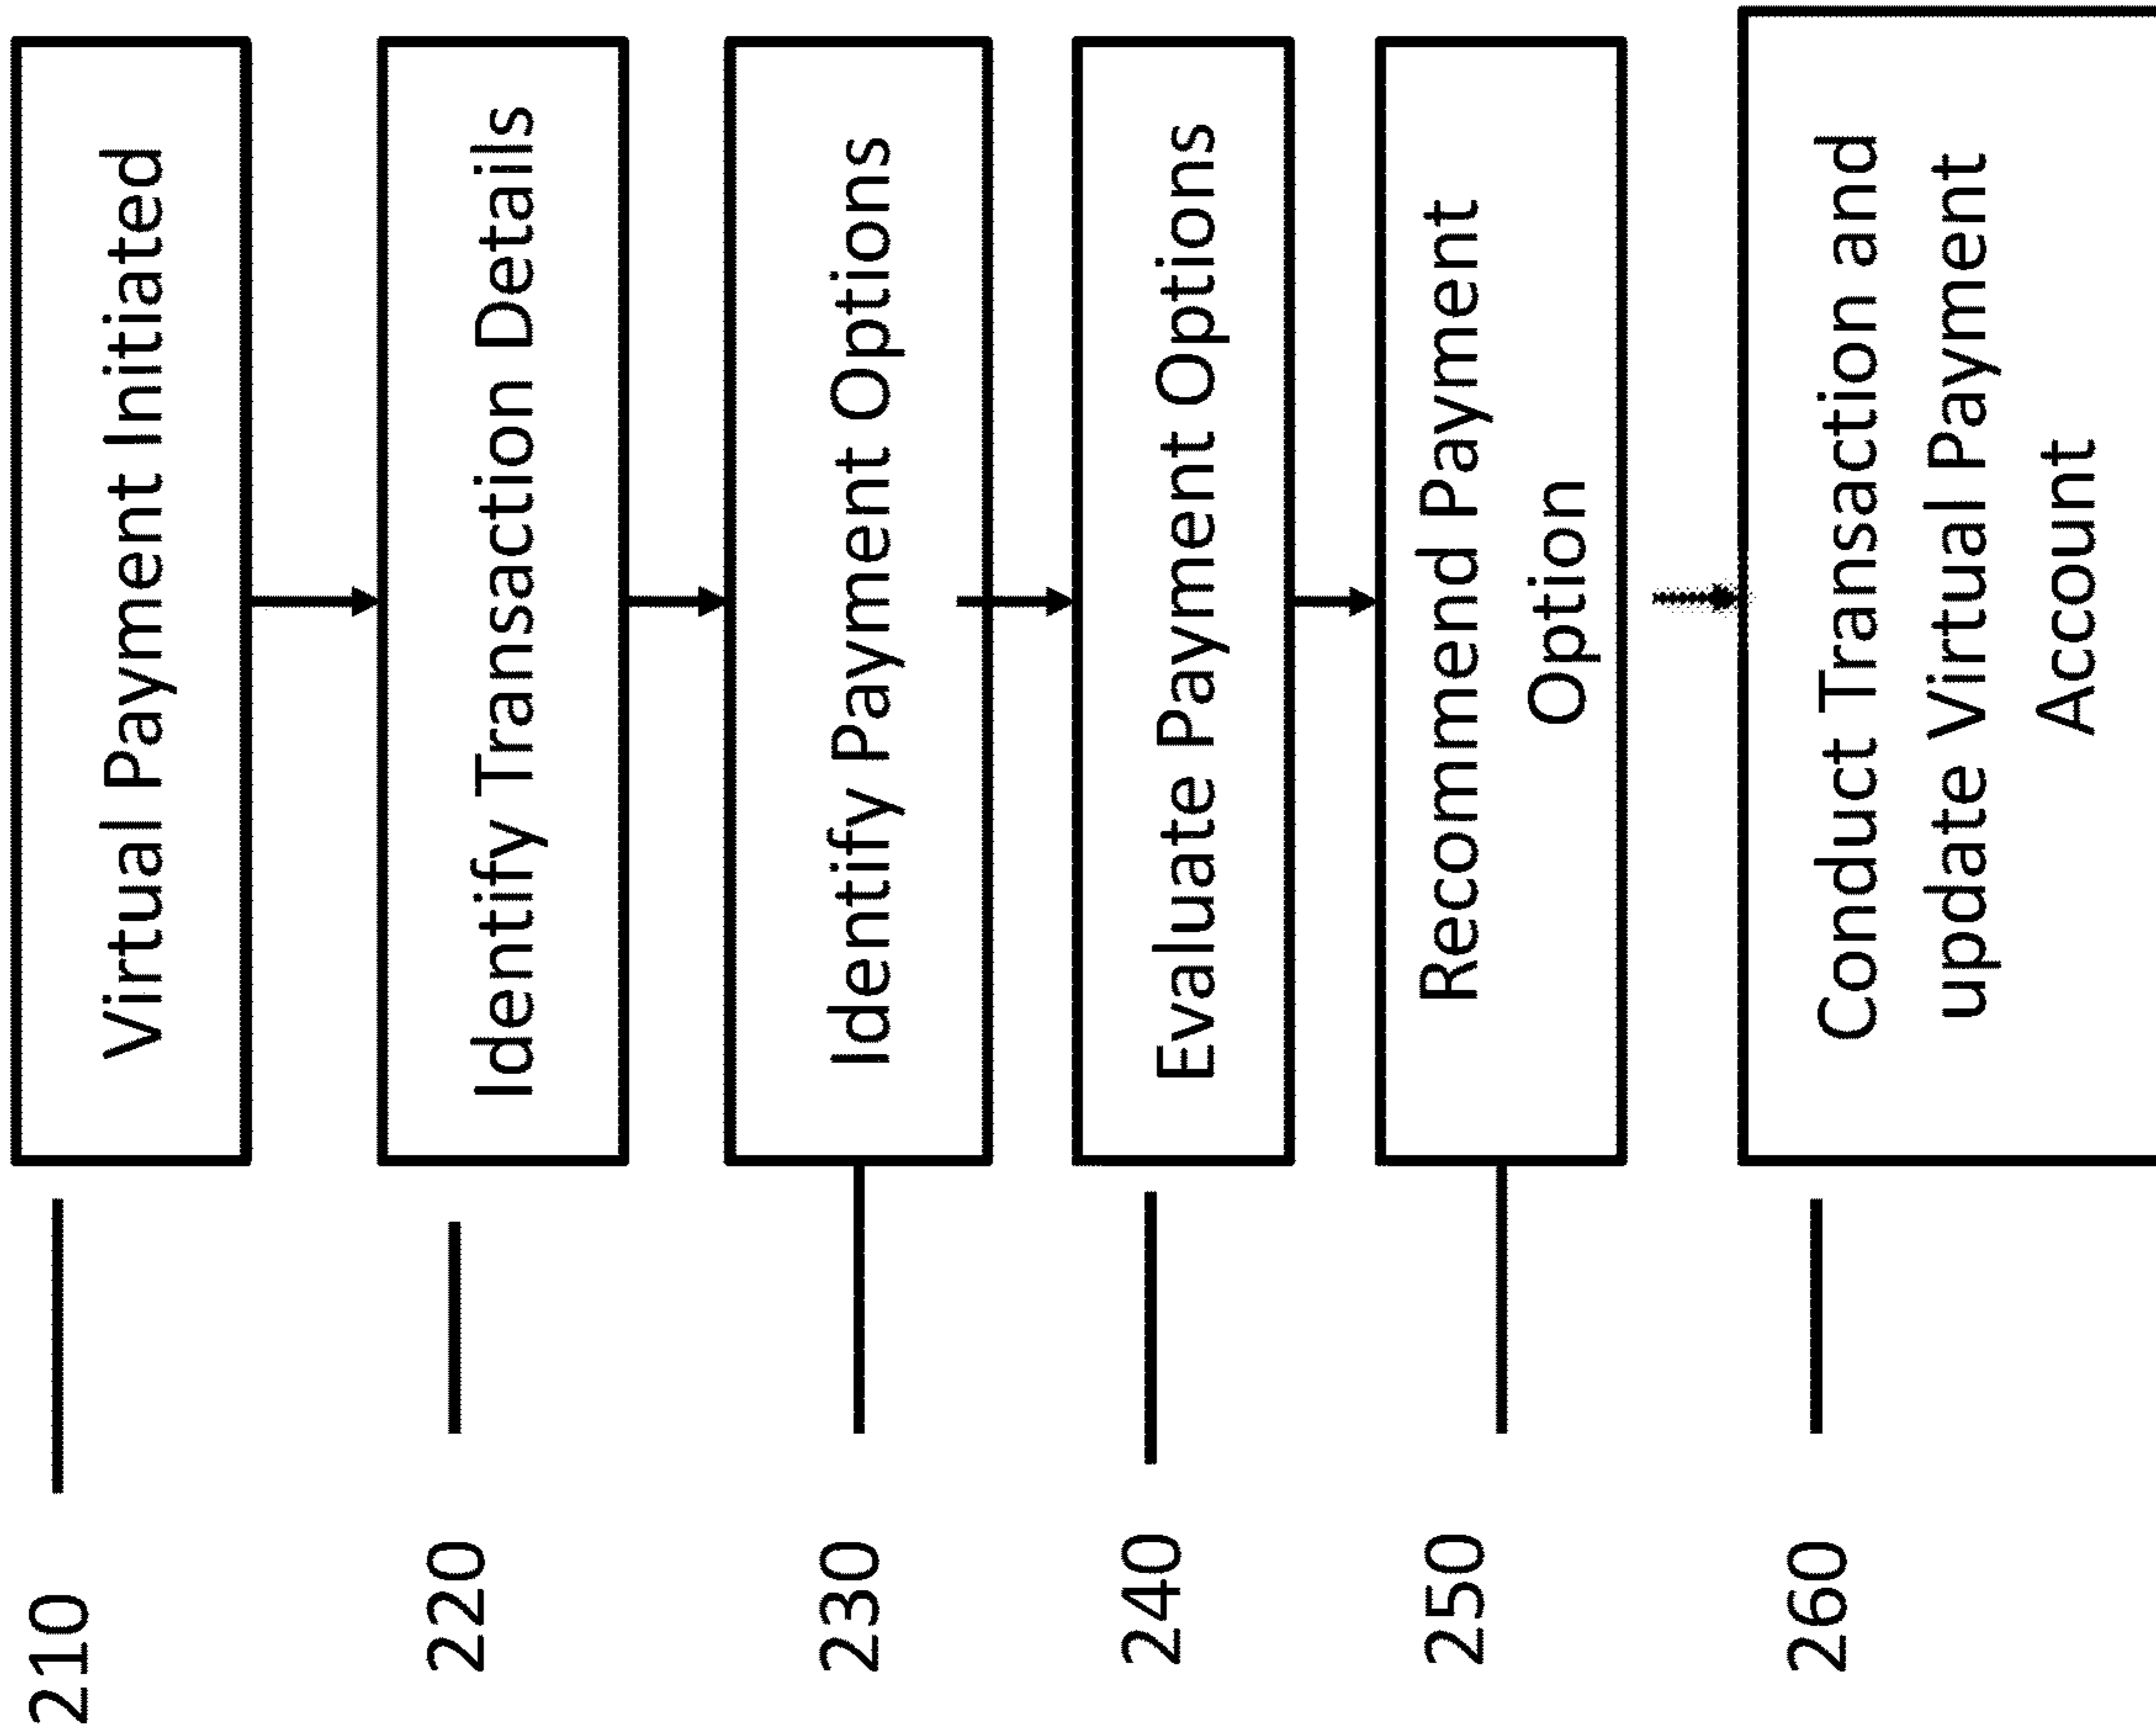 210
Virtual Payment Initiated
220
Identify Transaction Details
230
Identify Payment Options
240
Evaluate Payment Options
250
Recommend Payment
Option
260
Conduct Transaction and
update Virtual Payment
Account